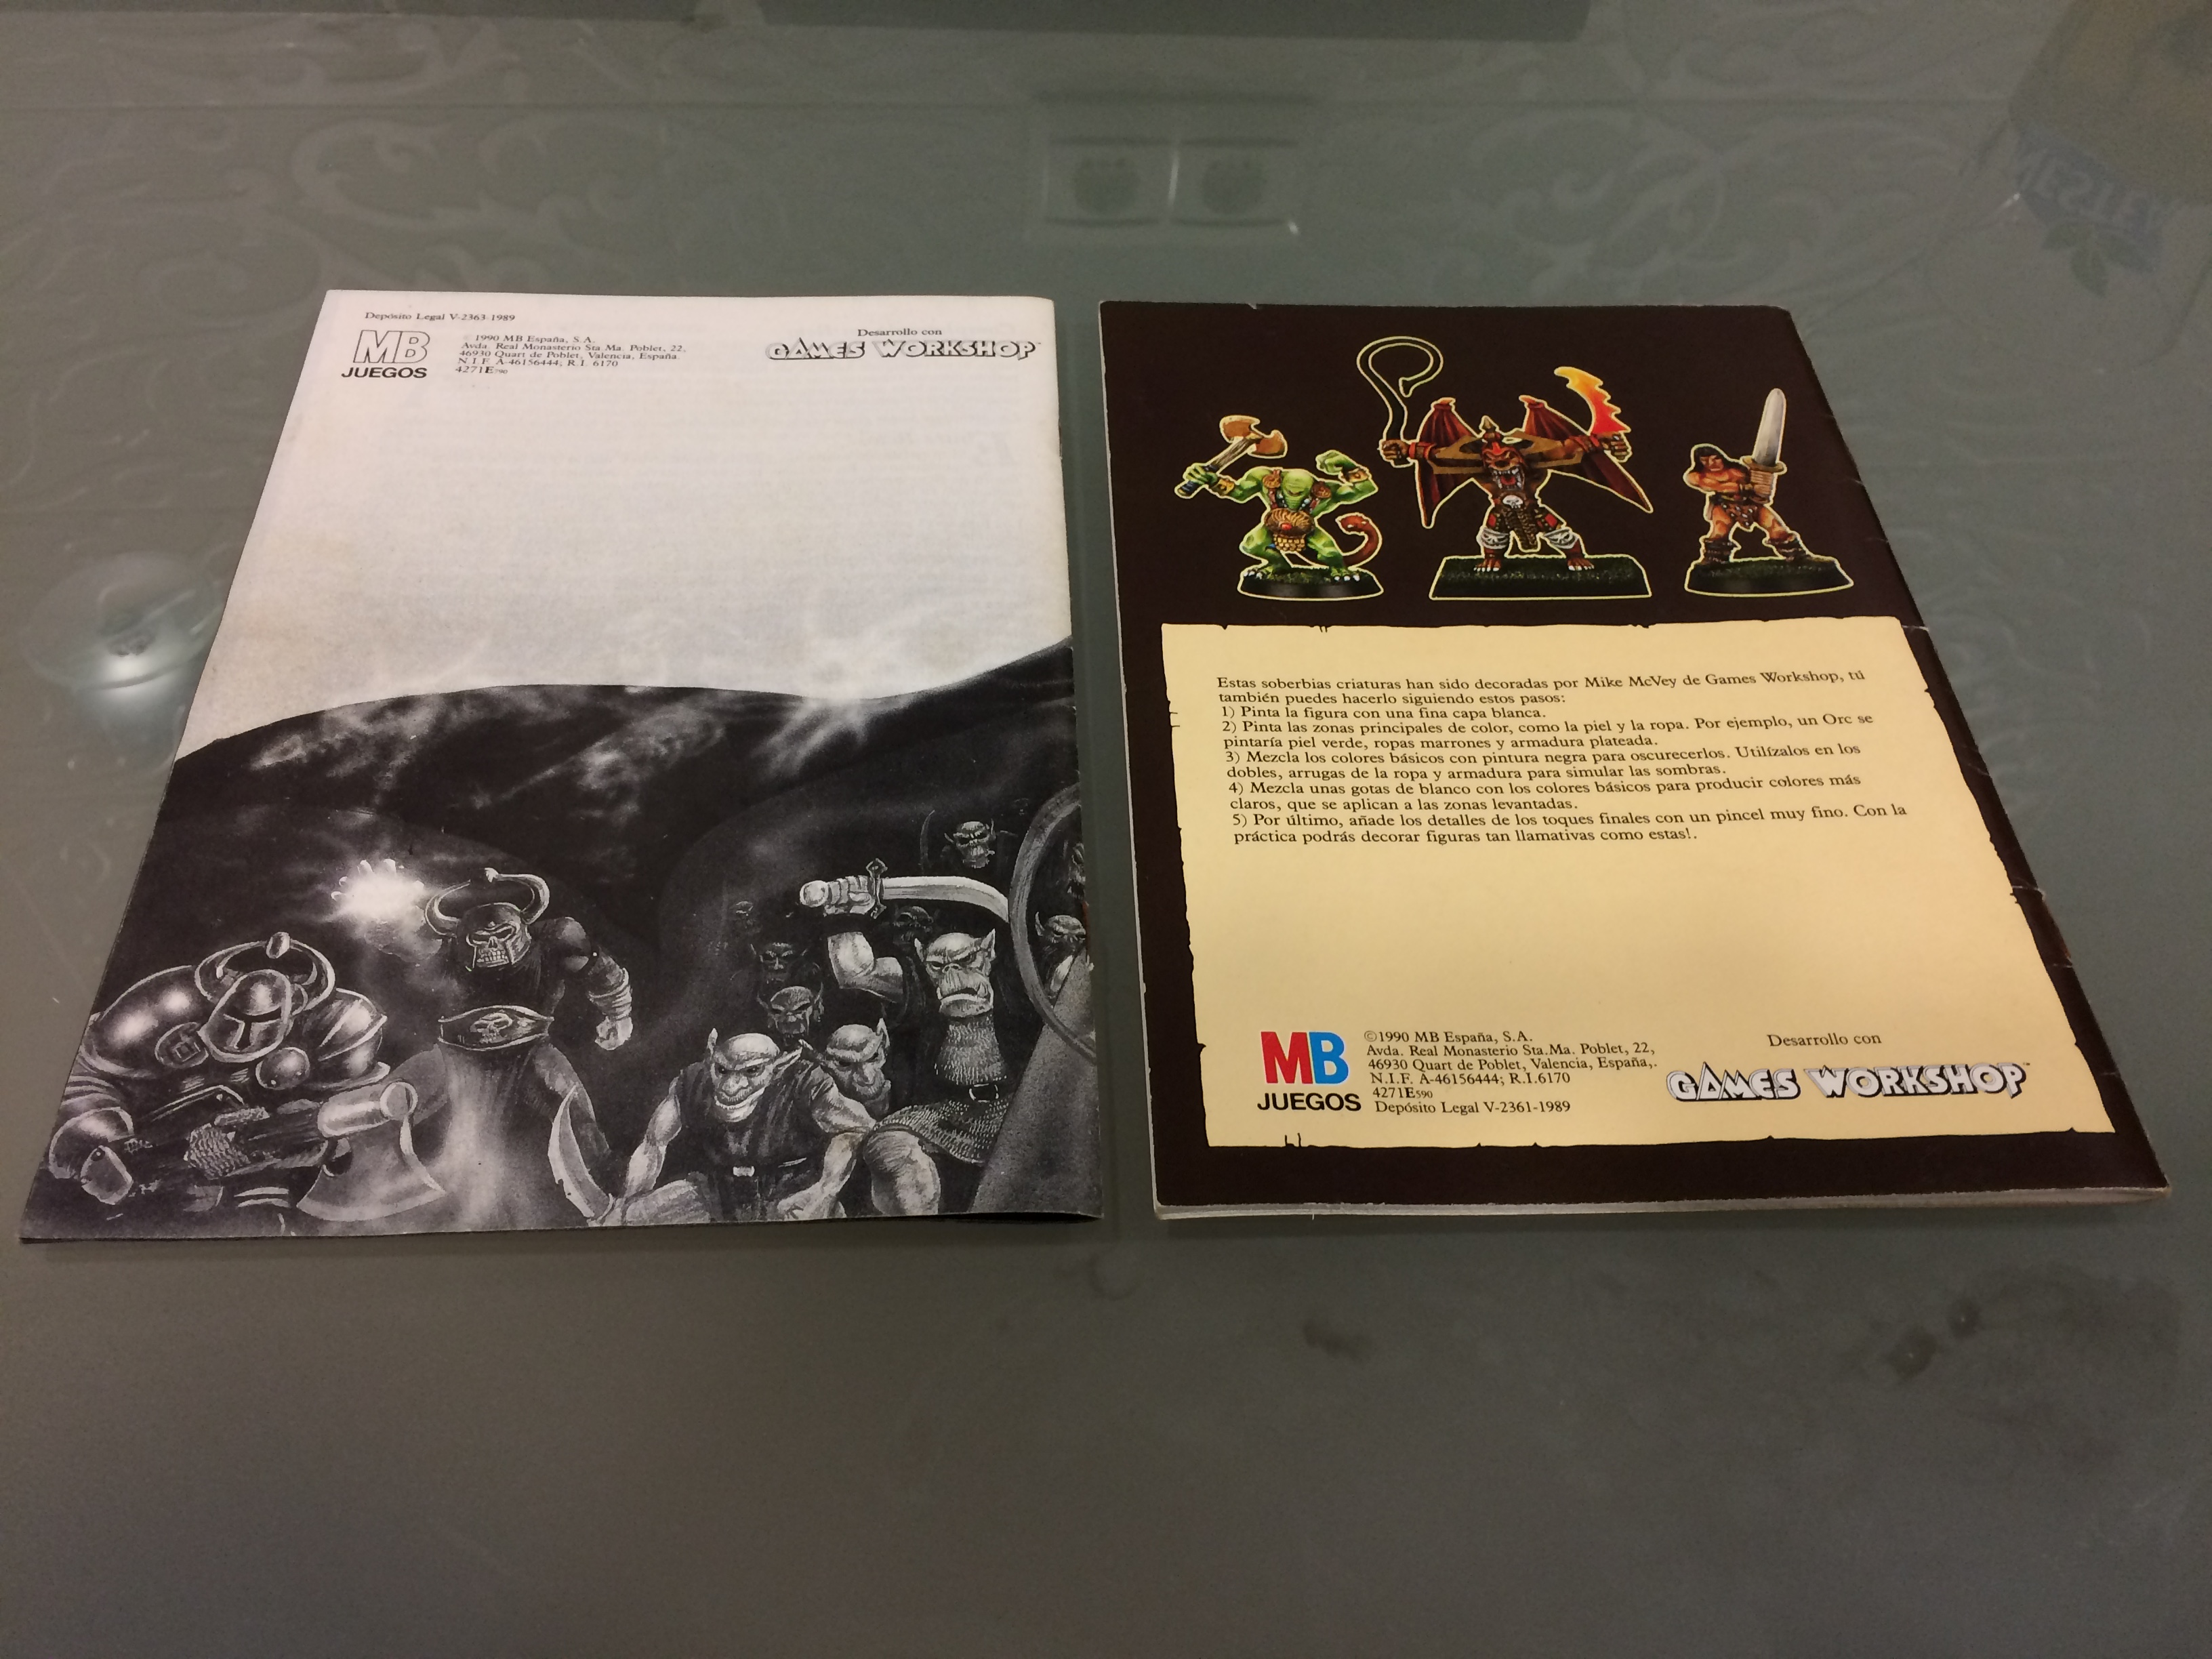 Depósito Legal V-2363-1989
MB
JUEGOS
© 1990 MB España, S.A.
Avda. Real Monasterio Sta Ma. Poblet, 22,
46930 Quart de Poblet, Valencia, España.
N.I.F. A-46156444; R.I. 6170
4271E790
Desarrollo con
GAMES WORKSHOP™
Estas soberbias criaturas han sido decoradas por Mike McVey de Games Workshop, tú
también puedes hacerlo siguiendo estos pasos:
1) Pinta la figura con una fina capa blanca.
2) Pinta las zonas principales de color, como la piel y la ropa. Por ejemplo, un Orc se
pintaría piel verde, ropas marrones y armadura plateada.
3) Mezcla los colores básicos con pintura negra para oscurecerlos. Utilízalos en los
dobles, arrugas de la ropa y armadura para simular las sombras.
4) Mezcla unas gotas de blanco con los colores básicos para producir colores más
claros, que se aplican a las zonas levantadas.
5) Por último, añade los detalles de los toques finales con un pincel muy fino. Con la
práctica podrás decorar figuras tan llamativas como estas!.
MB
JUEGOS
©1990 MB España, S.A.
Avda. Real Monasterio Sta.Ma. Poblet, 22,
46930 Quart de Poblet, Valencia, España,.
N.I.F. A-46156444; R.I.6170
4271E590
Depósito Legal V-2361-1989
Desarrollo con
GAMES WORKSHOP™